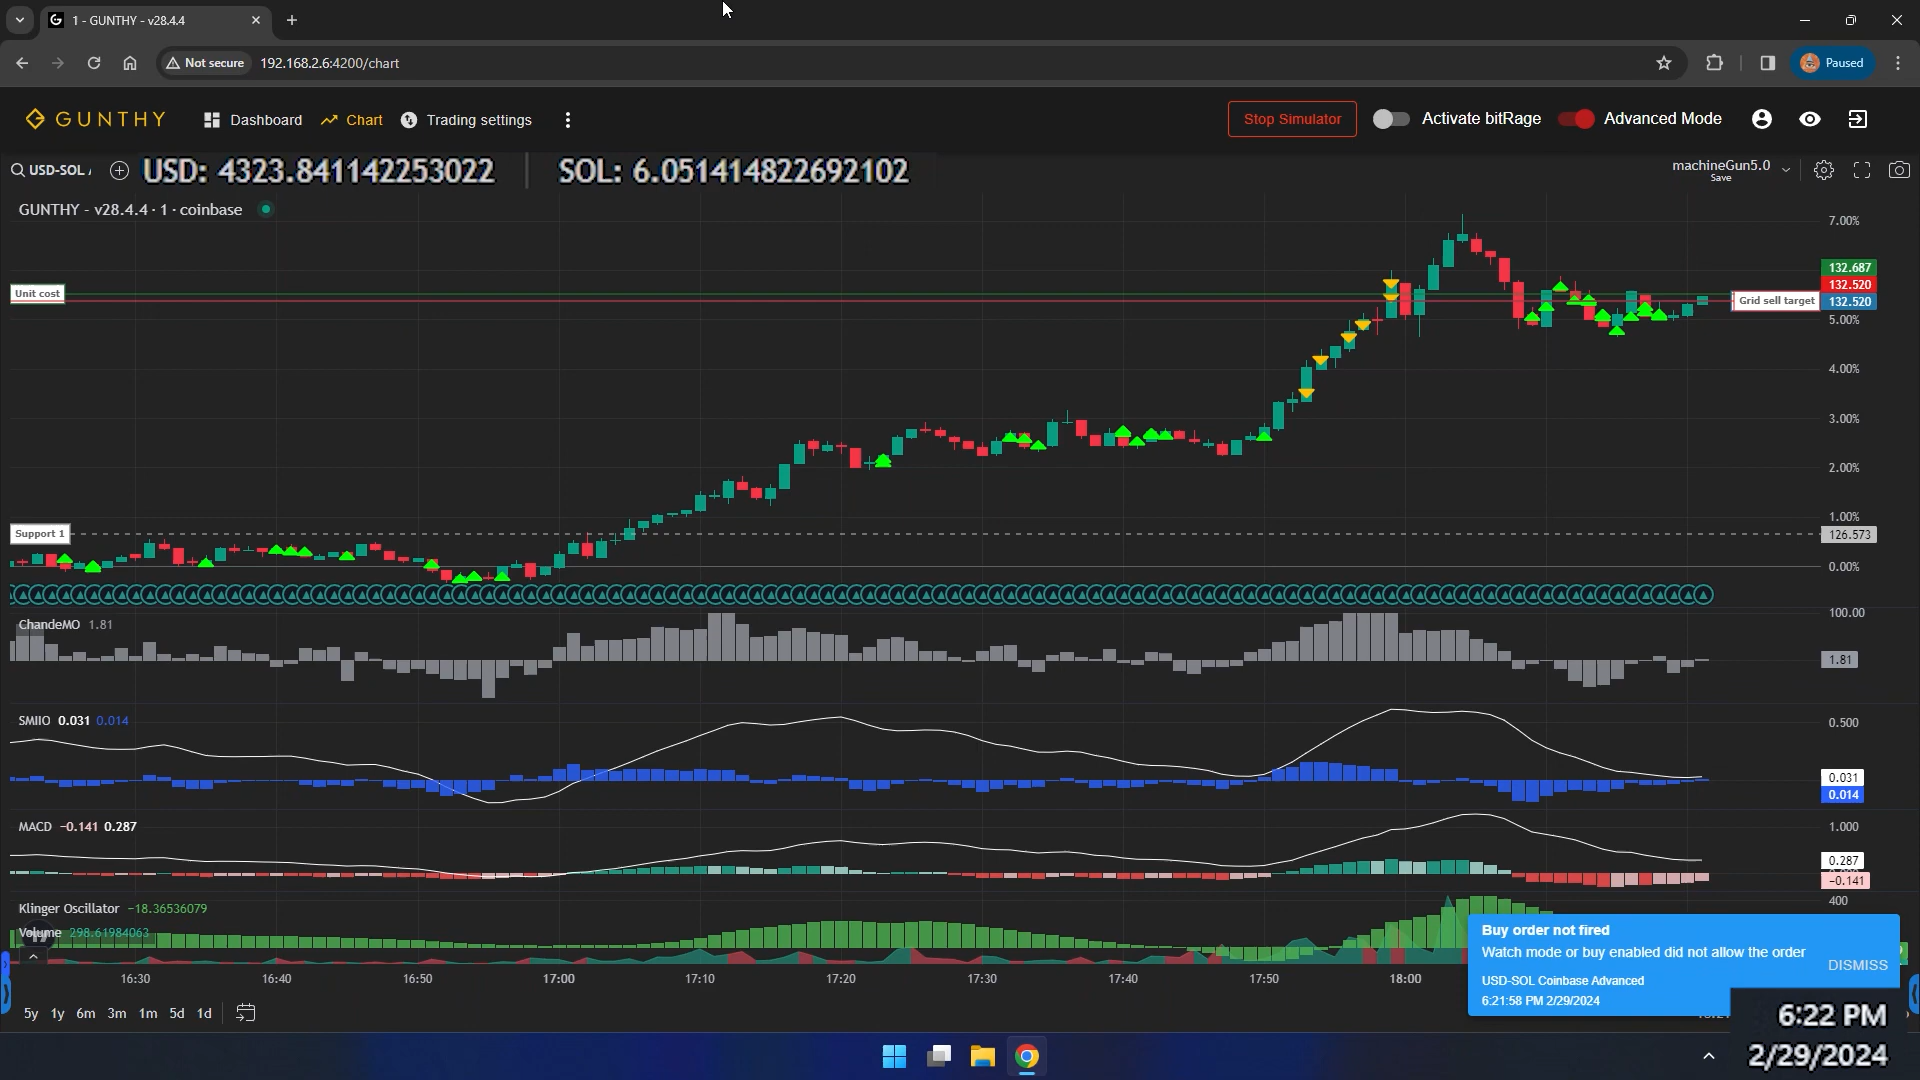 1 - GUNTHY - v28.4.4
Not secure
192.168.2.6:4200/chart
Paused
GUNTHY
Dashboard
Chart
Trading settings
Stop Simulator
Activate bitRage
Advanced Mode
USD-SOL
USD: 4323.841142253022
SOL: 6.051414822692102
machineGun5.0
Save
GUNTHY - v28.4.4 · 1 · coinbase
7.00%
132.687
Unit cost
132.520
Grid sell target
132.520
5.00%
4.00%
3.00%
2.00%
1.00%
Support 1
126.573
0.00%
ChandeMO 1.81
100.00
1.81
SMIIO 0.031 0.014
0.500
0.031
0.014
MACD −0.141 0.287
1.000
0.287
−0.141
Klinger Oscillator −18.36536079
400
Volume 298.61984063
Buy order not fired
Watch mode or buy enabled did not allow the order
DISMISS
USD-SOL Coinbase Advanced
6:21:58 PM 2/29/2024
16:30 16:40 16:50 17:00 17:10 17:20 17:30 17:40 17:50 18:00
5y 1y 6m 3m 1m 5d 1d
6:22 PM
2/29/2024